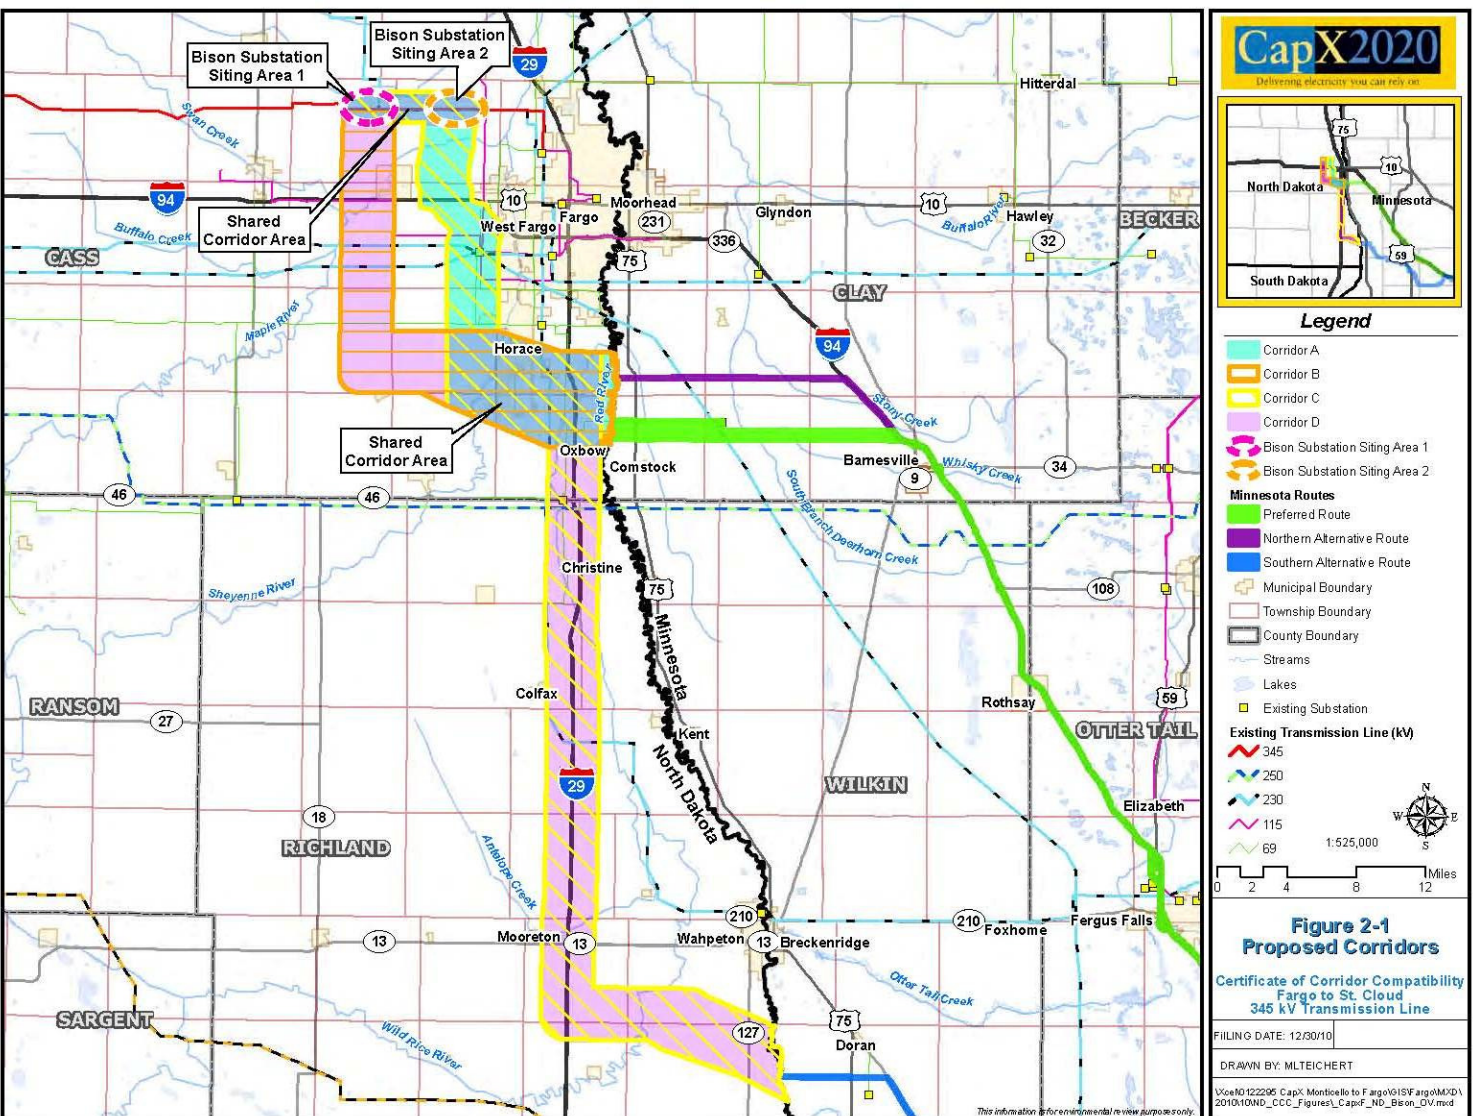 Bison Substation
Siting Area 1
Bison Substation
Siting Area 2
29
Hitterdal
Swan Creek
94
10
Moorhead
Fargo
231
Glyndon
10
Buffalo River
Hawley
BECKER
Shared
Corridor Area
West Fargo
Buffalo Creek
336
32
CASS
75
CLAY
Maple River
94
Horace
Red River
Stony Creek
Shared
Corridor Area
Oxbow
Comstock
Barnesville
Whisky Creek
34
9
46
46
South Branch Deerhorn Creek
Christine
Sheyenne River
75
108
Minnesota
Colfax
RANSOM
27
Rothsay
59
Kent
OTTER TAIL
North Dakota
29
WILKIN
Elizabeth
18
RICHLAND
Antelope Creek
210
210
Foxhome
Fergus Falls
13
Mooreton
13
Wahpeton
13
Breckenridge
Otter Tail Creek
SARGENT
Wild Rice River
127
75
Doran
This information is for environmental review purposes only.
CapX2020
Delivering electricity you can rely on
75
10
North Dakota
Minnesota
59
South Dakota
Legend
Corridor A
Corridor B
Corridor C
Corridor D
Bison Substation Siting Area 1
Bison Substation Siting Area 2
Minnesota Routes
Preferred Route
Northern Alternative Route
Southern Alternative Route
Municipal Boundary
Township Boundary
County Boundary
Streams
Lakes
Existing Substation
Existing Transmission Line (kV)
345
250
230
115
69
N
W E
S
1:525,000
Miles
0 2 4 8 12
Figure 2-1
Proposed Corridors
Certificate of Corridor Compatibility
Fargo to St. Cloud
345 kV Transmission Line
FIILING DATE: 12/30/10
DRAWN BY: MLTEICHERT